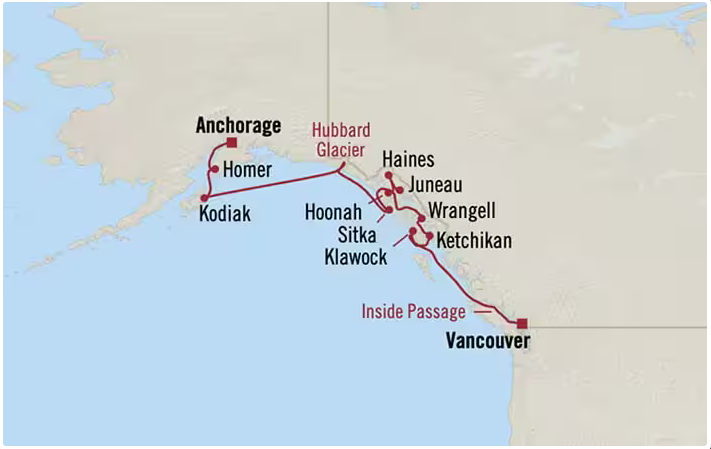 Anchorage
Hubbard
Glacier
Haines
Homer
Juneau
Kodiak
Hoonah
Wrangell
Sitka
Ketchikan
Klawock
Inside Passage
Vancouver